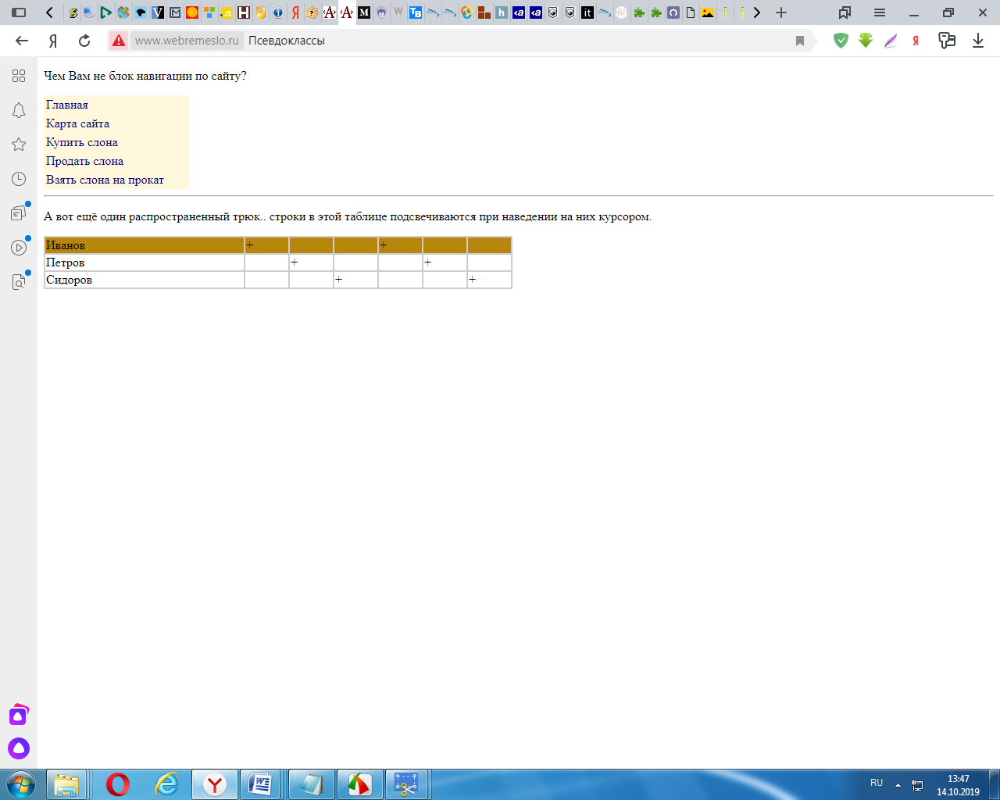 www.webremeslo.ru Псевдоклассы
Чем Вам не блок навигации по сайту?
Главная
Карта сайта
Купить слона
Продать слона
Взять слона на прокат
А вот ещё один распространенный трюк.. строки в этой таблице подсвечиваются при наведении на них курсором.
Иванов + +
Петров + +
Сидоров + +
RU
13:47
14.10.2019